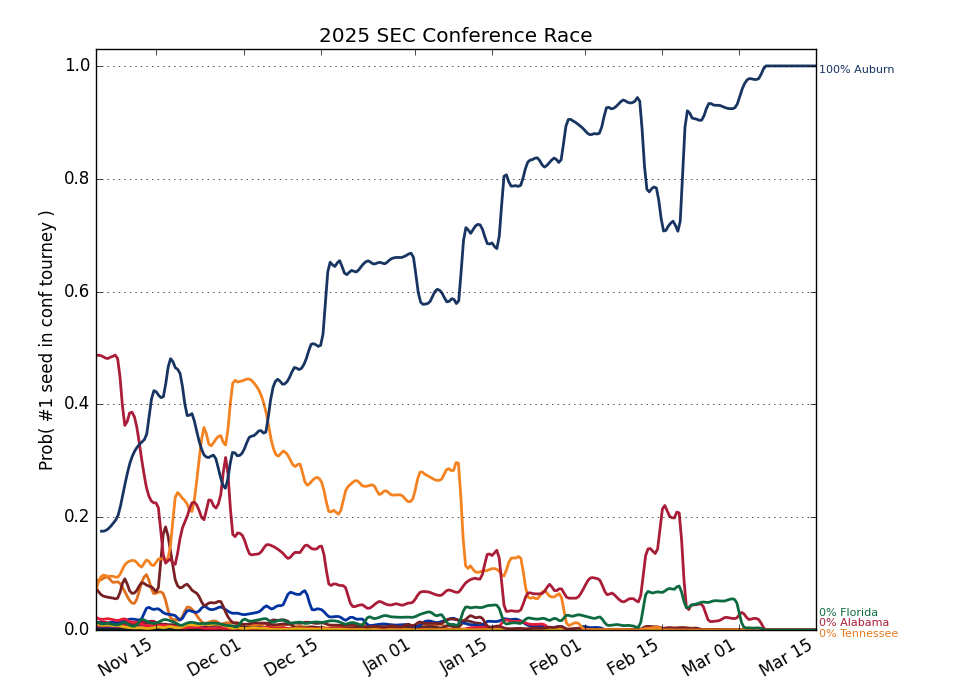 2025 SEC Conference Race
Prob( #1 seed in conf tourney )
1.0
0.8
0.6
0.4
0.2
0.0
100% Auburn
0% Florida
0% Alabama
0% Tennessee
Nov 15
Dec 01
Dec 15
Jan 01
Jan 15
Feb 01
Feb 15
Mar 01
Mar 15